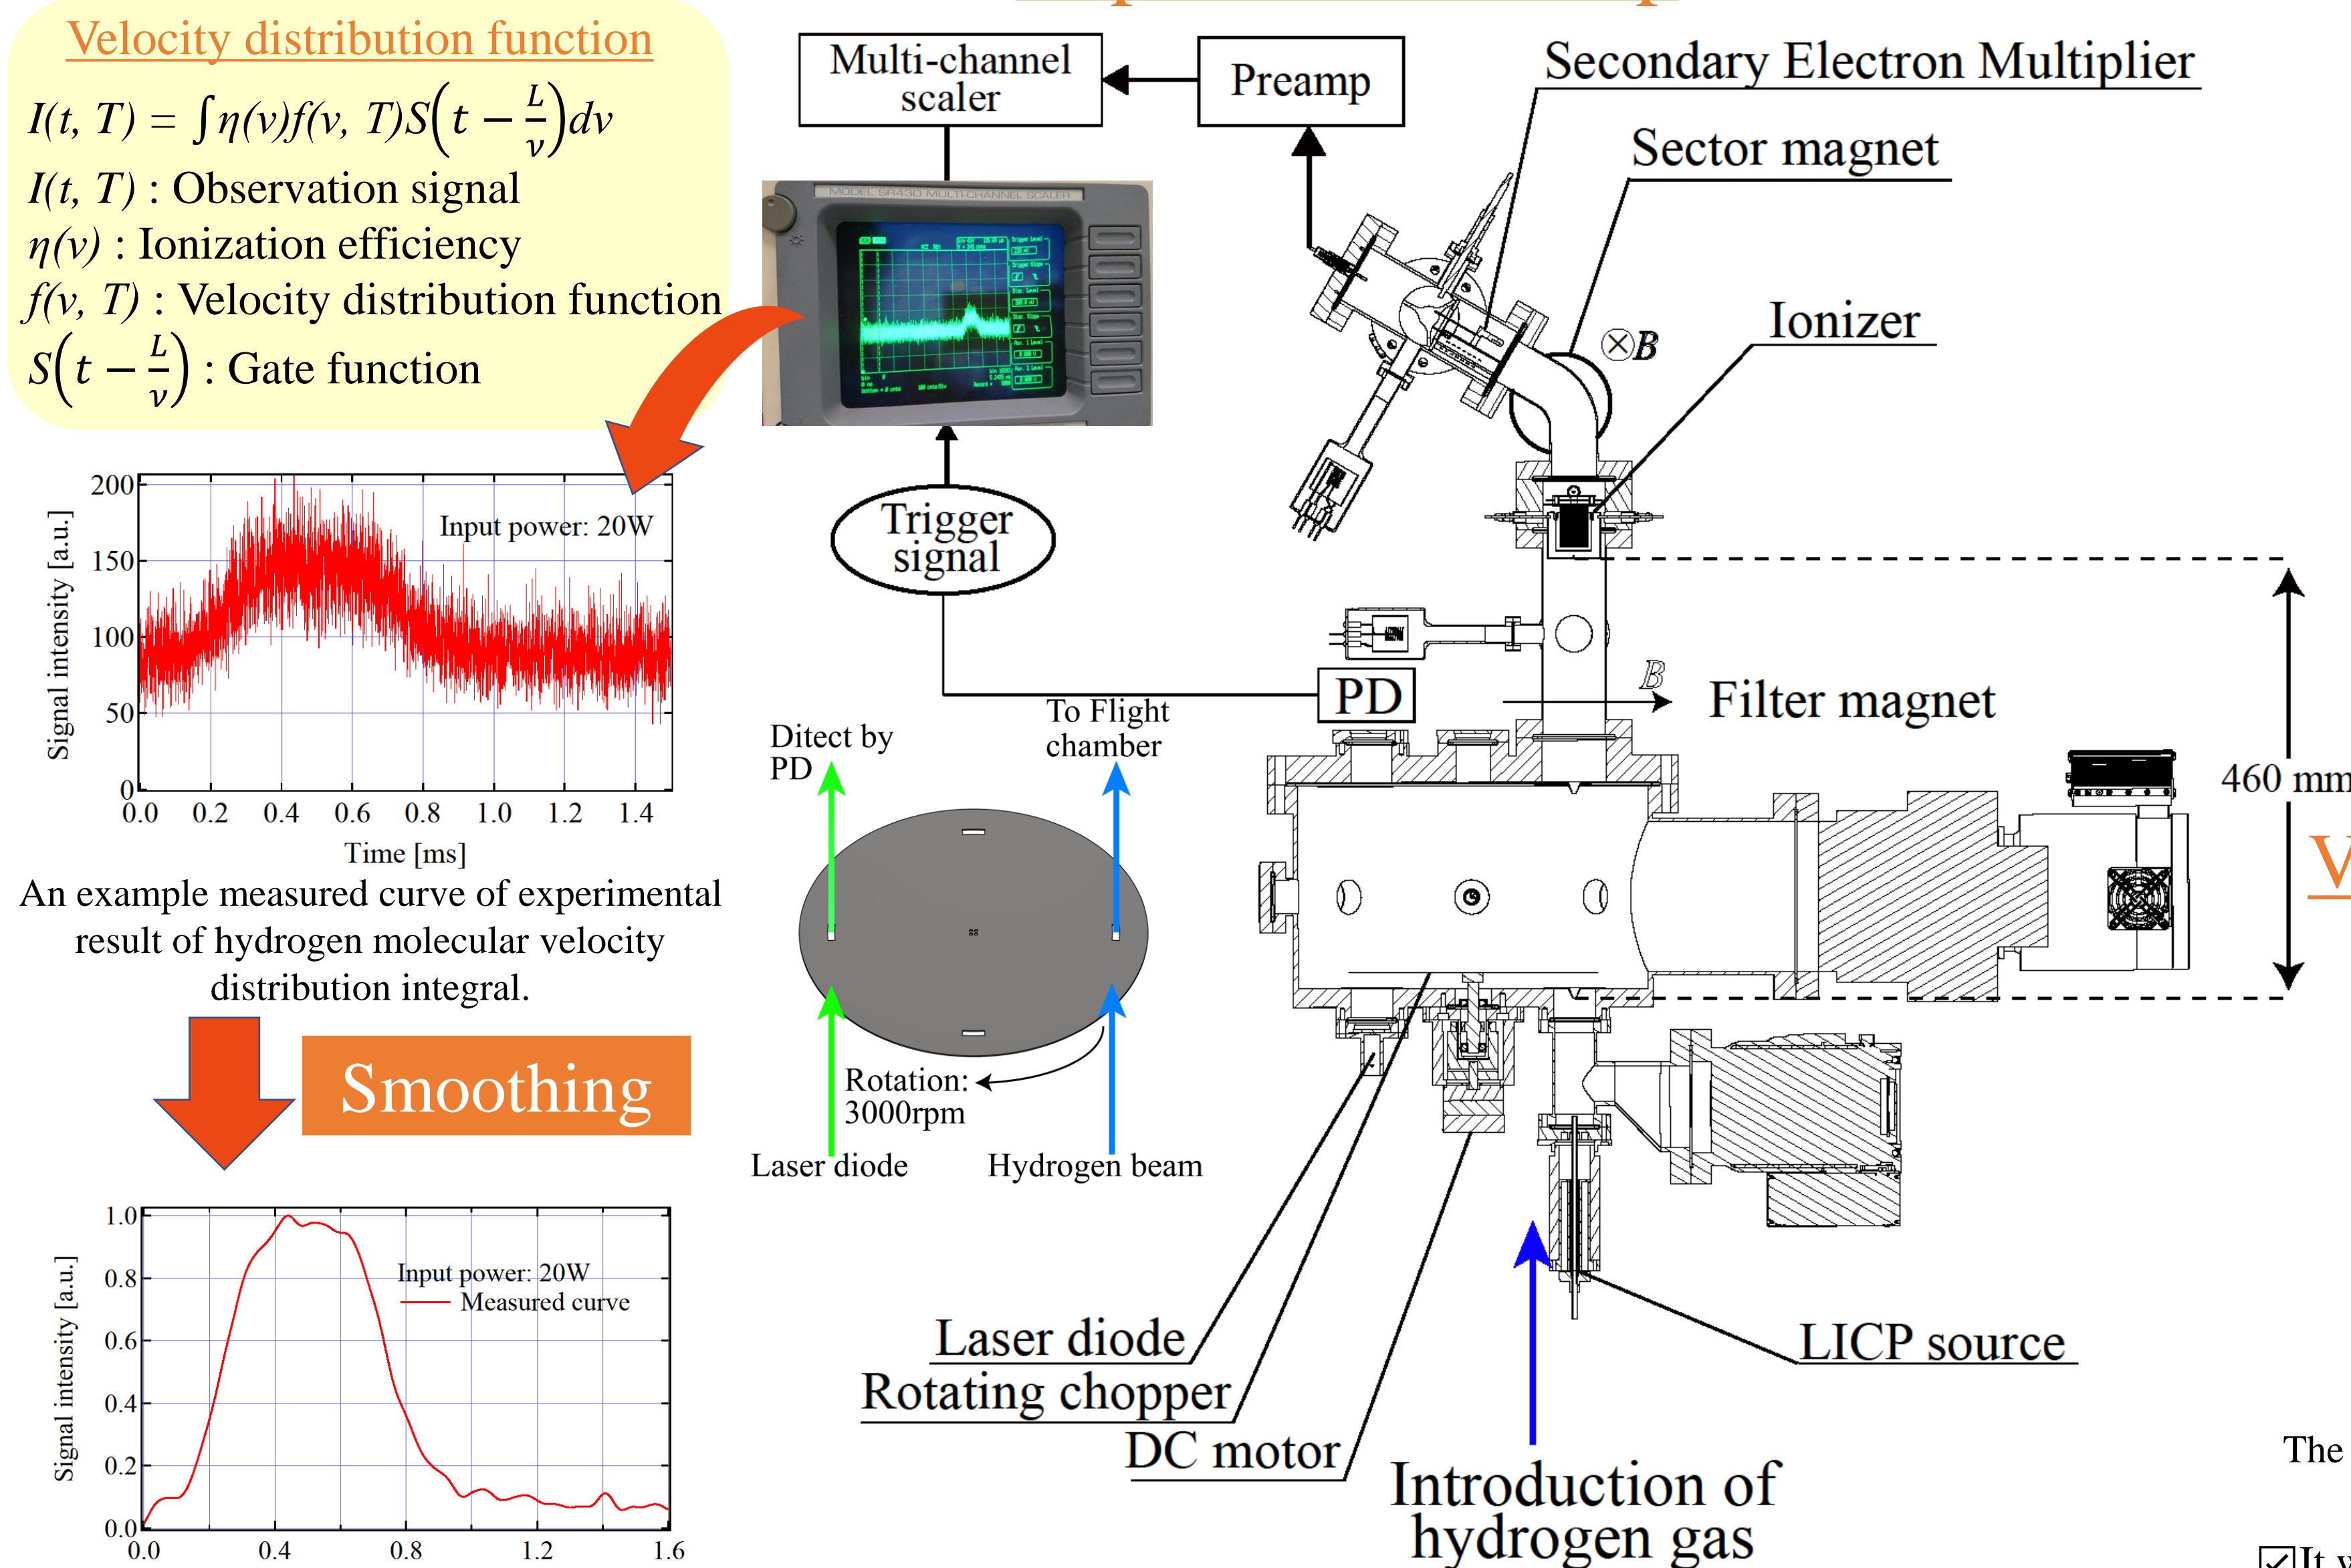 Velocity distribution function
I(t, T) = ∫η(v)f(v, T)S(t − L/v)dv
I(t, T) : Observation signal
η(v) : Ionization efficiency
f(v, T) : Velocity distribution function
S(t − L/v) : Gate function
Multi-channel
scaler
Preamp
Secondary Electron Multiplier
Sector magnet
Ionizer
⊗B
MODEL SR430 MULTI-CHANNEL SCALER
Trigger
signal
PD
B
Filter magnet
460 mm
200
150
100
50
0
Signal intensity [a.u.]
Input power: 20W
0.0 0.2 0.4 0.6 0.8 1.0 1.2 1.4
Time [ms]
An example measured curve of experimental
result of hydrogen molecular velocity
distribution integral.
Smoothing
1.0
0.8
0.6
0.4
0.2
0.0
Signal intensity [a.u.]
Input power: 20W
Measured curve
0.0 0.4 0.8 1.2 1.6
Ditect by
PD
To Flight
chamber
Rotation:
3000rpm
Laser diode
Hydrogen beam
Laser diode
Rotating chopper
DC motor
LICP source
Introduction of
hydrogen gas
V
The